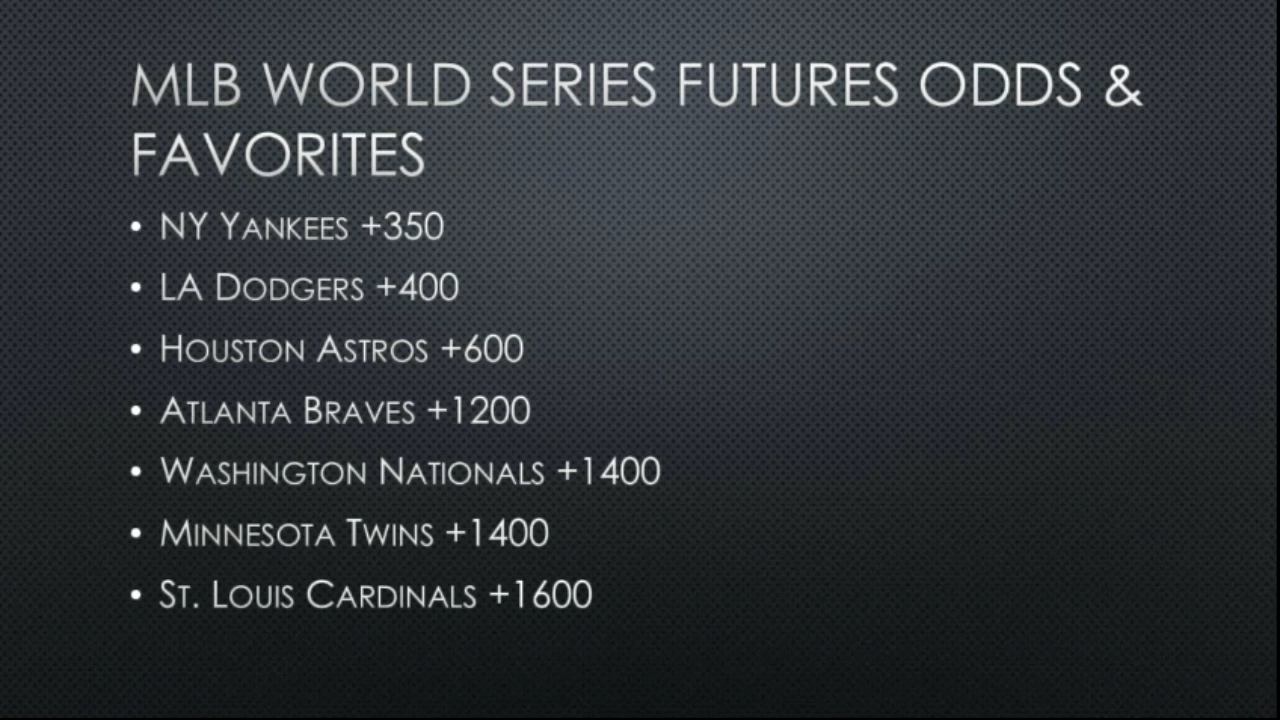 MLB WORLD SERIES FUTURES ODDS &
FAVORITES
• NY YANKEES +350
• LA DODGERS +400
• HOUSTON ASTROS +600
• ATLANTA BRAVES +1200
• WASHINGTON NATIONALS +1400
• MINNESOTA TWINS +1400
• ST. LOUIS CARDINALS +1600